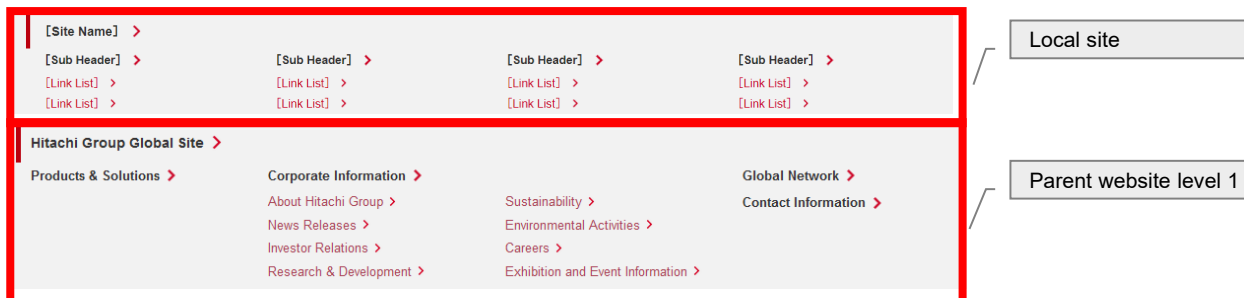 [Site Name]
[Sub Header] [Sub Header] [Sub Header] [Sub Header]
[Link List] [Link List] [Link List] [Link List]
[Link List] [Link List] [Link List] [Link List]
Local site
Hitachi Group Global Site
Products & Solutions Corporate Information Global Network
About Hitachi Group Sustainability Contact Information
News Releases Environmental Activities
Investor Relations Careers
Research & Development Exhibition and Event Information
Parent website level 1